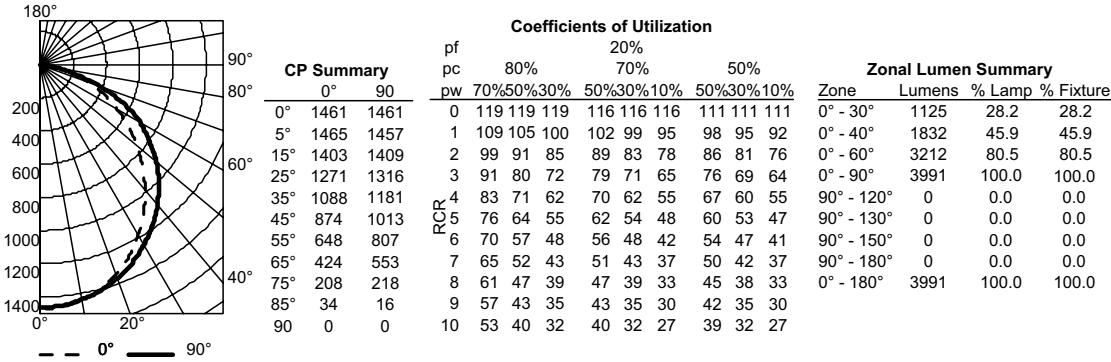 180°
90°
80°
60°
40°
200
400
600
800
1000
1200
1400
0° 20°
0° 90°
CP Summary
0° 90
0° 1461 1461
5° 1465 1457
15° 1403 1409
25° 1271 1316
35° 1088 1181
45° 874 1013
55° 648 807
65° 424 553
75° 208 218
85° 34 16
90 0 0
Coefficients of Utilization
pf 20%
pc 80% 70% 50%
pw 70%50%30% 50%30%10% 50%30%10%
RCR
0 119 119 119 116 116 116 111 111 111
1 109 105 100 102 99 95 98 95 92
2 99 91 85 89 83 78 86 81 76
3 91 80 72 79 71 65 76 69 64
4 83 71 62 70 62 55 67 60 55
5 76 64 55 62 54 48 60 53 47
6 70 57 48 56 48 42 54 47 41
7 65 52 43 51 43 37 50 42 37
8 61 47 39 47 39 33 45 38 33
9 57 43 35 43 35 30 42 35 30
10 53 40 32 40 32 27 39 32 27
Zonal Lumen Summary
Zone Lumens % Lamp % Fixture
0° - 30° 1125 28.2 28.2
0° - 40° 1832 45.9 45.9
0° - 60° 3212 80.5 80.5
0° - 90° 3991 100.0 100.0
90° - 120° 0 0.0 0.0
90° - 130° 0 0.0 0.0
90° - 150° 0 0.0 0.0
90° - 180° 0 0.0 0.0
0° - 180° 3991 100.0 100.0